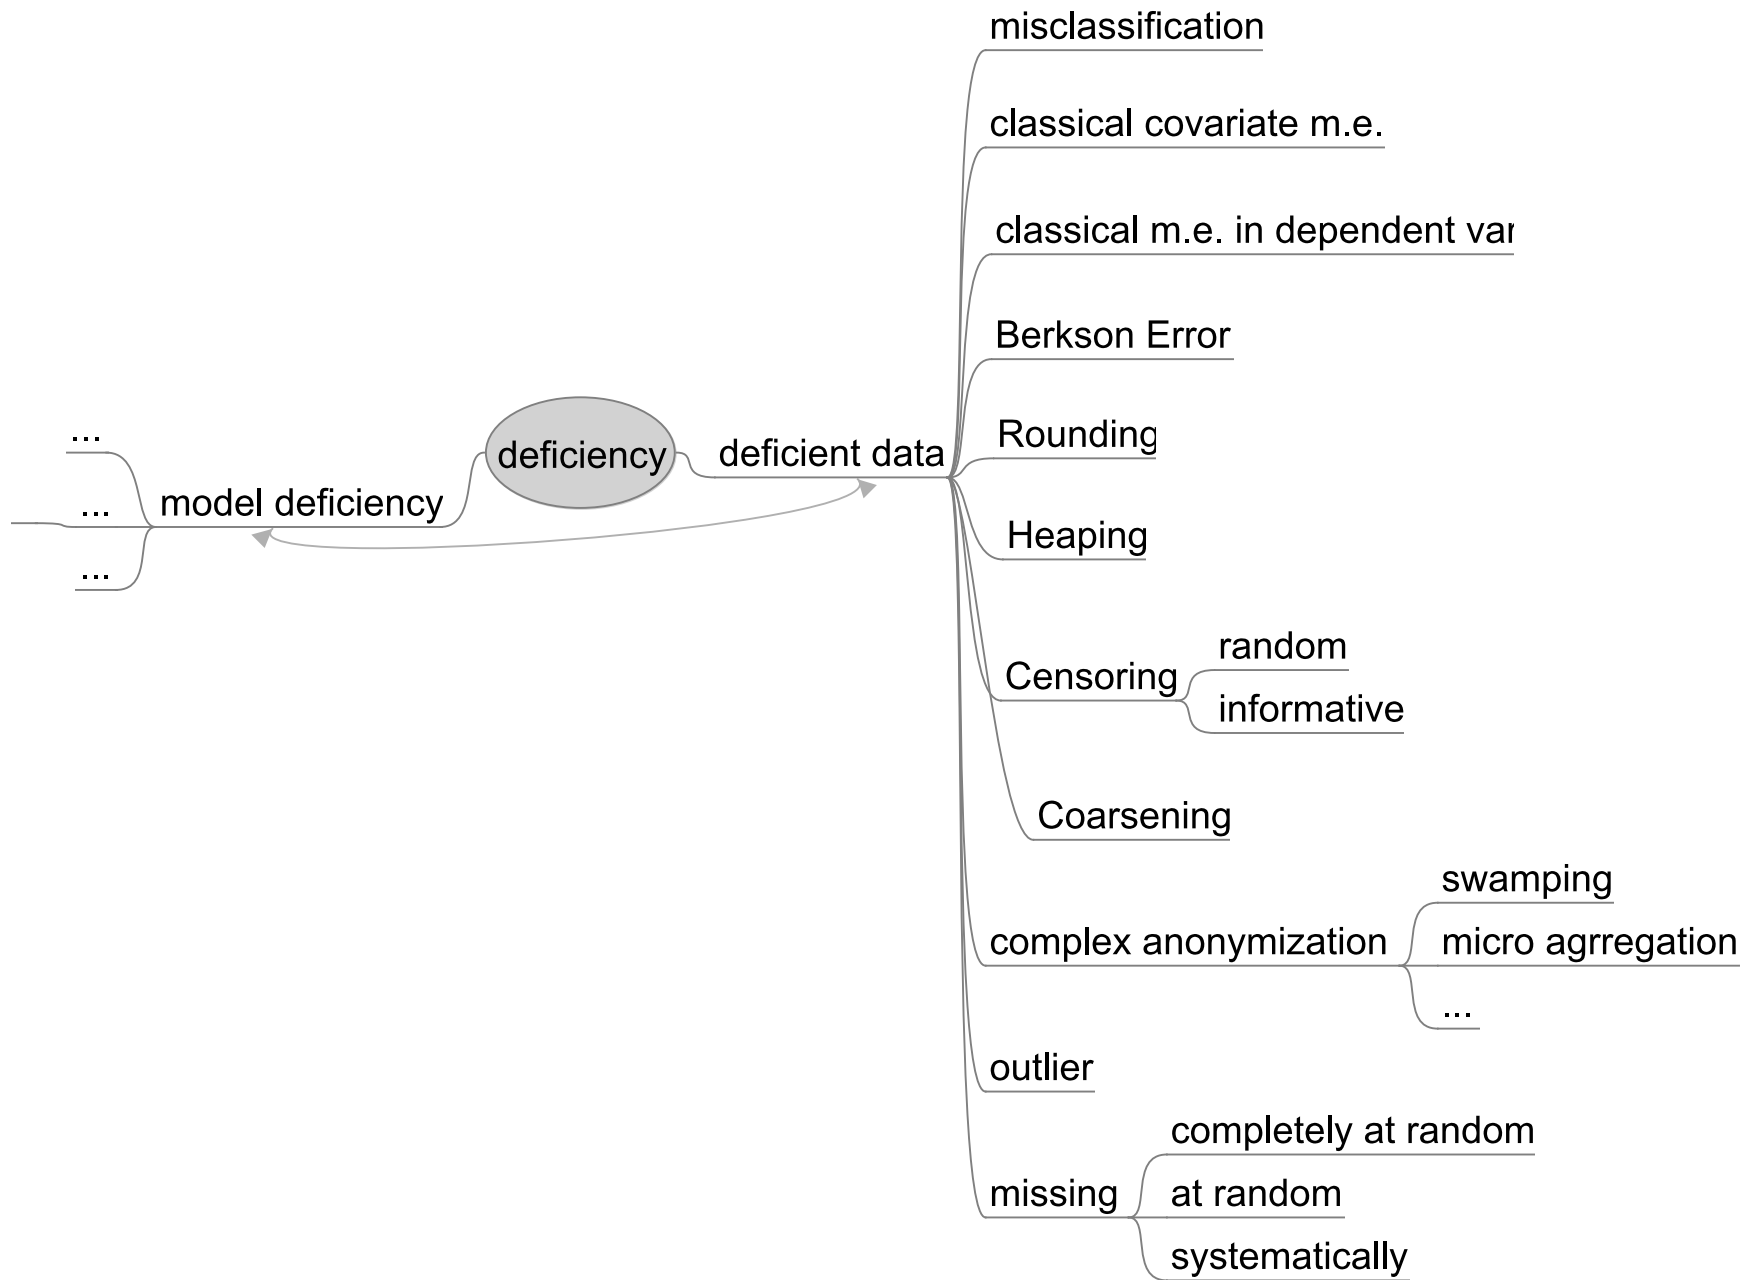 misclassification
classical covariate m.e.
classical m.e. in dependent var
Berkson Error
Rounding
Heaping
Censoring
random
informative
Coarsening
complex anonymization
swamping
micro agrregation
...
outlier
missing
completely at random
at random
systematically
deficient data
deficiency
model deficiency
...
...
...